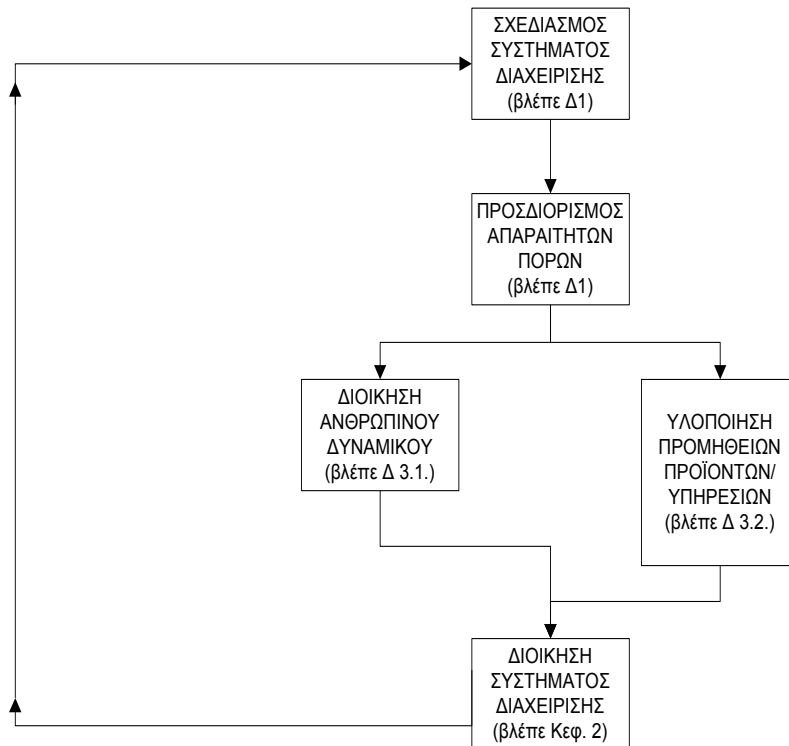 ΣΧΕΔΙΑΣΜΟΣ
ΣΥΣΤΗΜΑΤΟΣ
ΔΙΑΧΕΙΡΙΣΗΣ
(βλέπε Δ1)
ΠΡΟΣΔΙΟΡΙΣΜΟΣ
ΑΠΑΡΑΙΤΗΤΩΝ
ΠΟΡΩΝ
(βλέπε Δ1)
ΔΙΟΙΚΗΣΗ
ΑΝΘΡΩΠΙΝΟΥ
ΔΥΝΑΜΙΚΟΥ
(βλέπε Δ 3.1.)
ΥΛΟΠΟΙΗΣΗ
ΠΡΟΜΗΘΕΙΩΝ
ΠΡΟΪΟΝΤΩΝ/
ΥΠΗΡΕΣΙΩΝ
(βλέπε Δ 3.2.)
ΔΙΟΙΚΗΣΗ
ΣΥΣΤΗΜΑΤΟΣ
ΔΙΑΧΕΙΡΙΣΗΣ
(βλέπε Κεφ. 2)